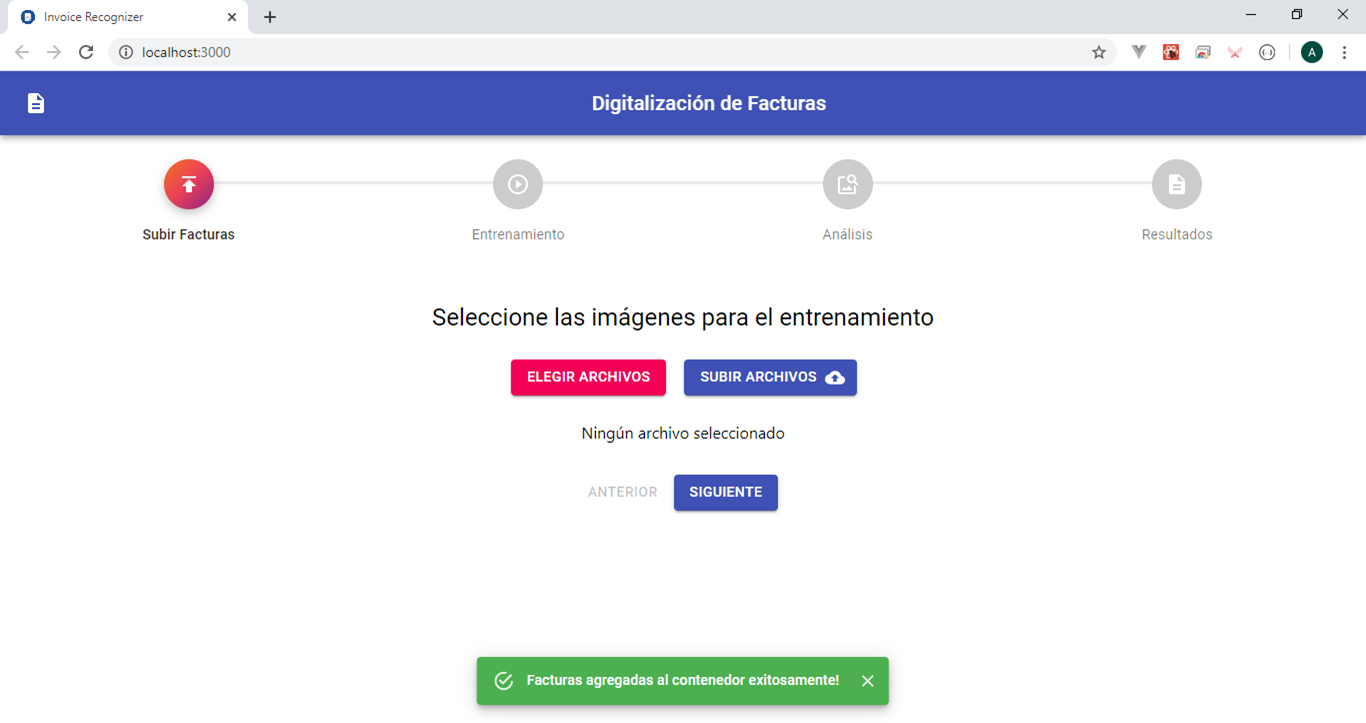 Invoice Recognizer
localhost:3000
A
Digitalización de Facturas
Subir Facturas
Entrenamiento
Análisis
Resultados
Seleccione las imágenes para el entrenamiento
ELEGIR ARCHIVOS
SUBIR ARCHIVOS
Ningún archivo seleccionado
ANTERIOR
SIGUIENTE
Facturas agregadas al contenedor exitosamente!